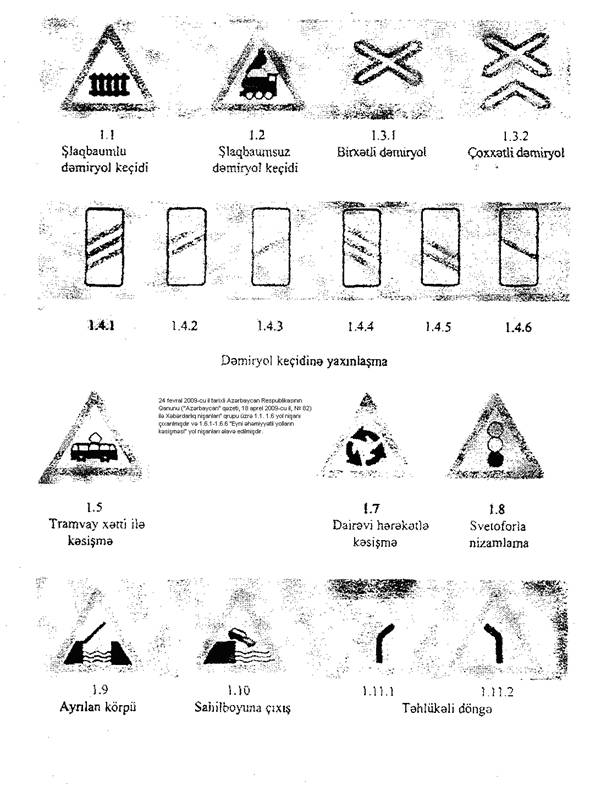 1.1
Şlaqbaumlu
dəmiryol keçidi
1.2
Şlaqbaumsuz
dəmiryol keçidi
1.3.1
Birxətli dəmiryol
1.3.2
Çoxxətli dəmiryol
1.4.1
1.4.2
1.4.3
1.4.4
1.4.5
1.4.6
Dəmiryol keçidinə yaxınlaşma
24 fevral 2009-cu il tarixli Azərbaycan Respublikasının
Qanunu ("Azərbaycan" qəzeti, 18 aprel 2009-cu il, № 82)
ilə Xəbərdarlıq nişanları" qrupu üzrə 1.1. 1.6 yol nişanı
çıxarılmışdır və 1.6.1-1.6.6 "Eyni əhəmiyyətli yolların
kəsişməsi" yol nişanları əlavə edilmişdir.
1.5
Tramvay xətti ilə
kəsişmə
1.7
Dairəvi hərəkətlə
kəsişmə
1.8
Svetoforla
nizamlama
1.9
Ayrılan körpü
1.10
Sahilboyuna çıxış
1.11.1
1.11.2
Təhlükəli döngə